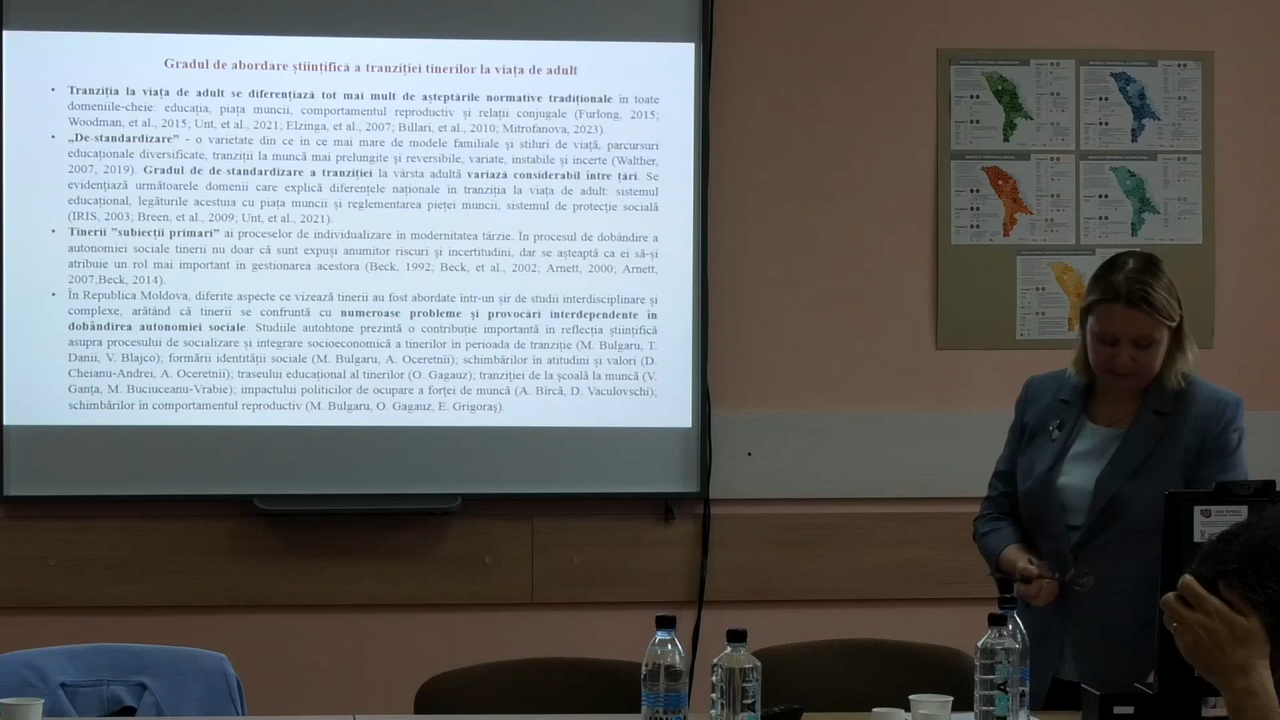 Gradul de abordare științifică a tranziției tinerilor la viața de adult
• Tranziția la viața de adult se diferențiază tot mai mult de așteptările normative tradiționale în toate
domeniile-cheie: educația, piața muncii, comportamentul reproductiv și relații conjugale (Furlong, 2015;
Woodman, et al., 2015; Unt, et al., 2021; Elzinga, et al., 2007; Billari, et al., 2010; Mitrofanova, 2023).
• „De-standardizare” - o varietate din ce în ce mai mare de modele familiale și stiluri de viață, parcursuri
educaționale diversificate, tranziții la muncă mai prelungite și reversibile, variate, instabile și incerte (Walther,
2007, 2019). Gradul de de-standardizare a tranziției la vârsta adultă variază considerabil între țări. Se
evidențiază următoarele domenii care explică diferențele naționale în tranziția la viața de adult: sistemul
educațional, legăturile acestuia cu piața muncii și reglementarea pieței muncii, sistemul de protecție socială
(IRIS, 2003; Breen, et al., 2009; Unt, et al., 2021).
• Tinerii ”subiecții primari” ai proceselor de individualizare în modernitatea târzie. În procesul de dobândire a
autonomiei sociale tinerii nu doar că sunt expuși anumitor riscuri și incertitudini, dar se așteaptă ca ei să-și
atribuie un rol mai important în gestionarea acestora (Beck, 1992; Beck, et al., 2002; Arnett, 2000; Arnett,
2007;Beck, 2014).
• În Republica Moldova, diferite aspecte ce vizează tinerii au fost abordate într-un șir de studii interdisciplinare și
complexe, arătând că tinerii se confruntă cu numeroase probleme și provocări interdependente în
dobândirea autonomiei sociale. Studiile autohtone prezintă o contribuție importantă în reflecția științifică
asupra procesului de socializare și integrare socioeconomică a tinerilor în perioada de tranziție (M. Bulgaru, T.
Danii, V. Blajco); formării identității sociale (M. Bulgaru, A. Oceretnîi); schimbărilor în atitudini și valori (D.
Cheianu-Andrei, A. Oceretnîi); traseului educațional al tinerilor (O. Gagauz); tranziției de la școală la muncă (V.
Ganța, M. Buciuceanu-Vrabie); impactului politicilor de ocupare a forței de muncă (A. Bîrcă, D. Vaculovschi);
schimbărilor în comportamentul reproductiv (M. Bulgaru, O. Gagauz, E. Grigoraș).